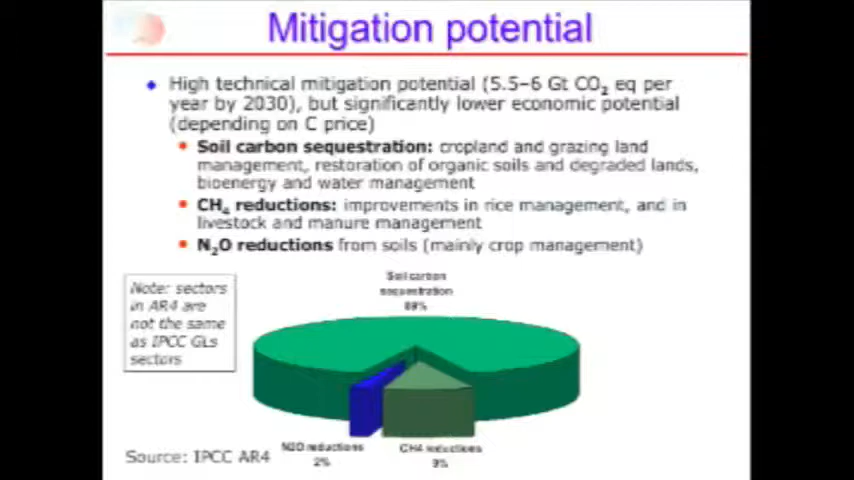 Mitigation potential
High technical mitigation potential (5.5–6 Gt CO₂ eq per
year by 2030), but significantly lower economic potential
(depending on C price)
Soil carbon sequestration: cropland and grazing land
management, restoration of organic soils and degraded lands,
bioenergy and water management
CH₄ reductions: improvements in rice management, and in
livestock and manure management
N₂O reductions from soils (mainly crop management)
Note: sectors
in AR4 are
not the same
as IPCC GLs
sectors
Soil carbon
sequestration
89%
N2O reductions
2%
CH4 reductions
9%
Source: IPCC AR4